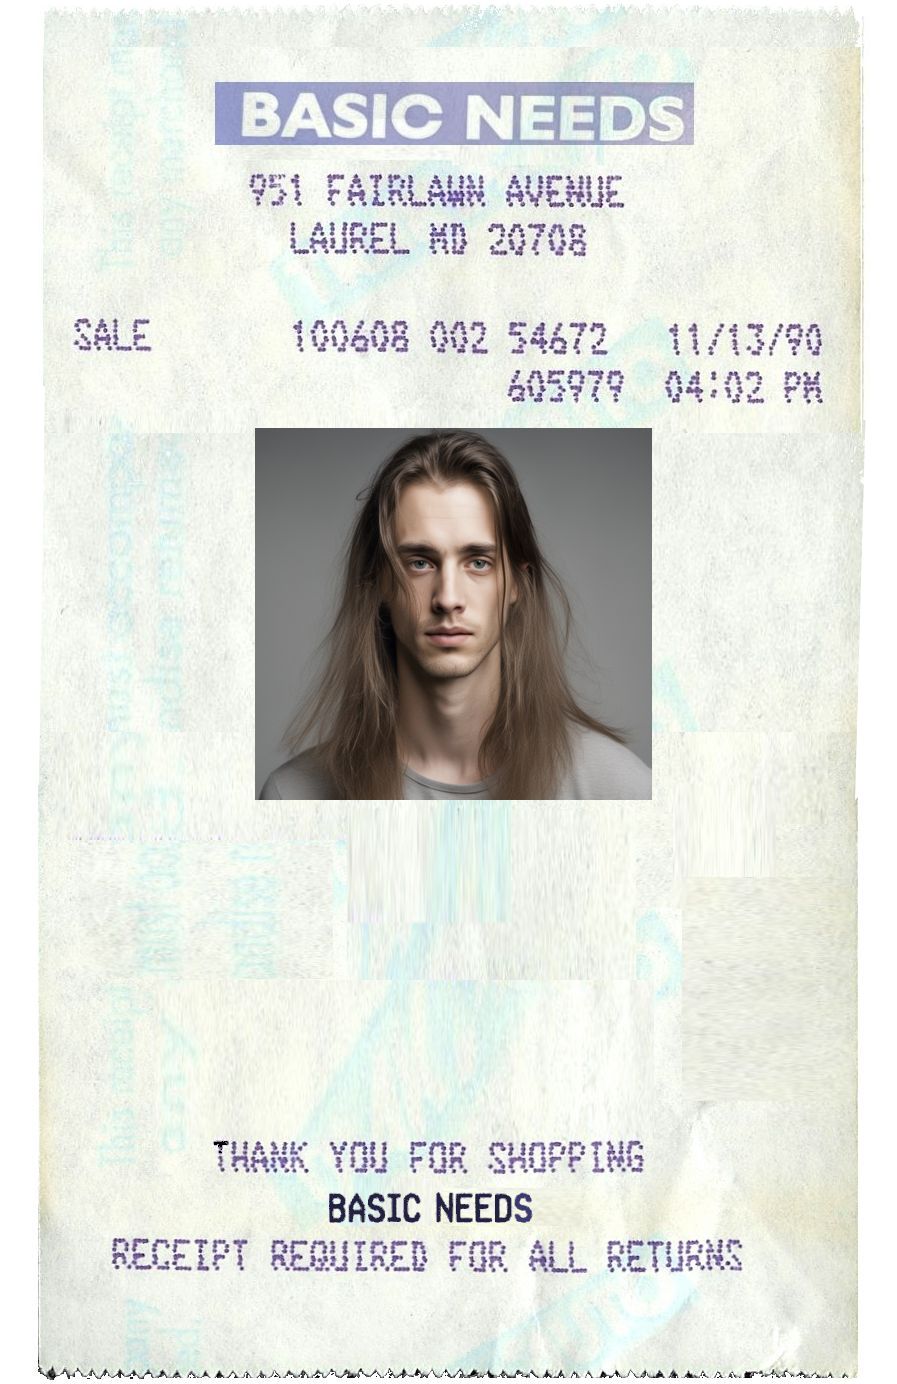 BASIC NEEDS
951 FAIRLAWN AVENUE
LAUREL MD 20708
SALE 100608 002 54672 11/13/90
605979 04:02 PM
THANK YOU FOR SHOPPING
BASIC NEEDS
RECEIPT REQUIRED FOR ALL RETURNS